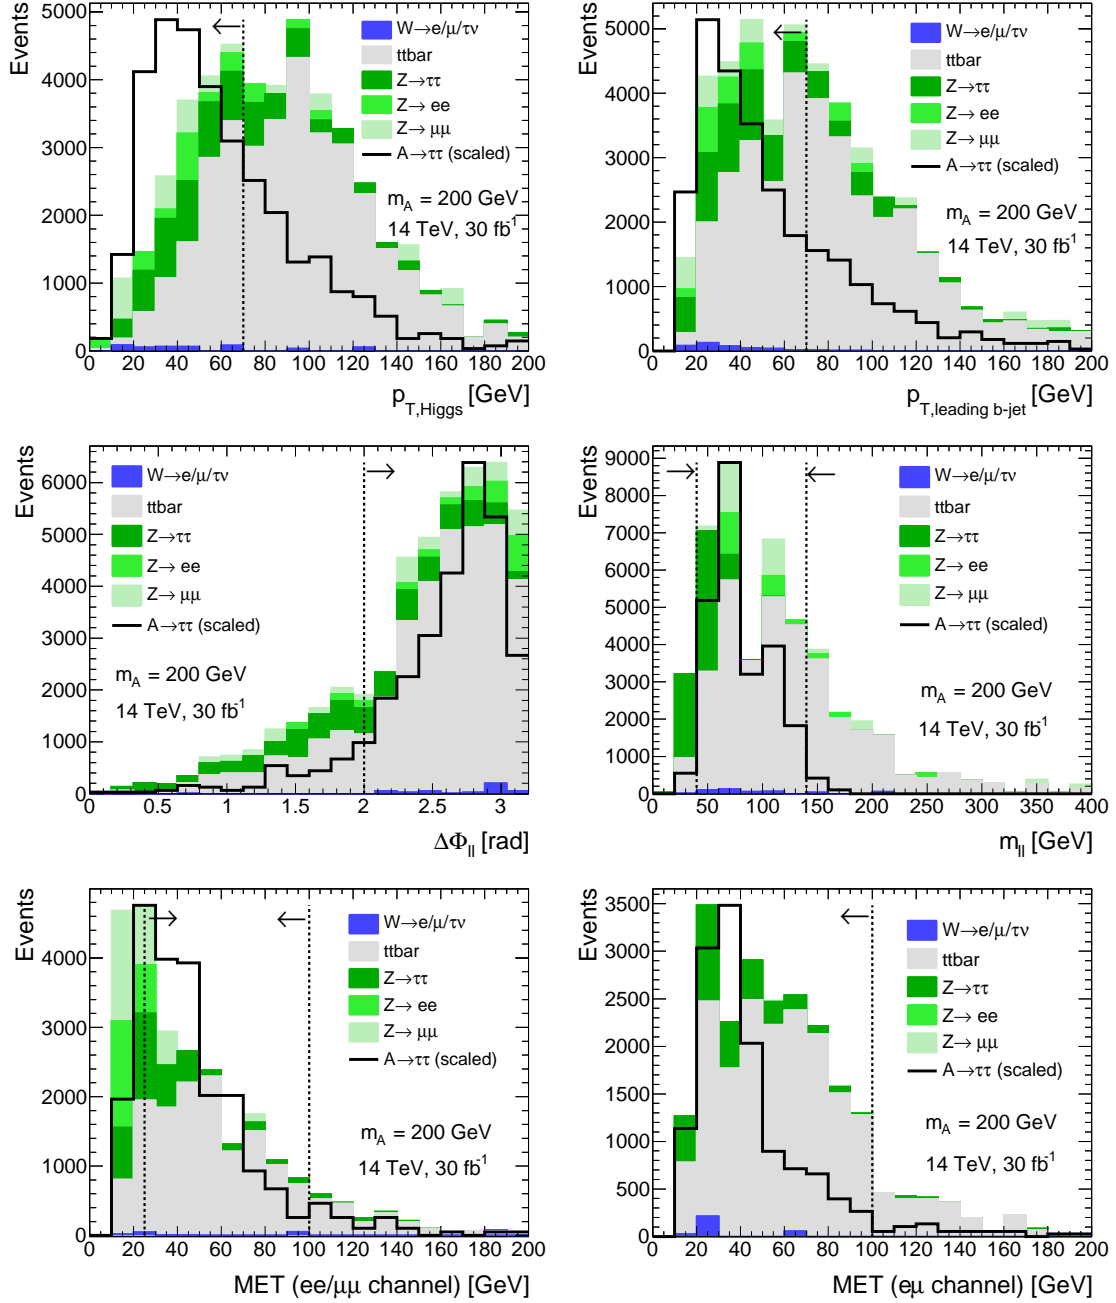 Events
5000
4000
3000
2000
1000
0
W→e/μ/τν
ttbar
Z→ττ
Z→ ee
Z→ μμ
A→ττ (scaled)
m_A = 200 GeV
14 TeV, 30 fb⁻¹
0 20 40 60 80 100 120 140 160 180 200
p_T,Higgs [GeV]
Events
5000
4000
3000
2000
1000
0
W→e/μ/τν
ttbar
Z→ττ
Z→ ee
Z→ μμ
A→ττ (scaled)
m_A = 200 GeV
14 TeV, 30 fb⁻¹
0 20 40 60 80 100 120 140 160 180 200
p_T,leading b-jet [GeV]
Events
6000
5000
4000
3000
2000
1000
0
W→e/μ/τν
ttbar
Z→ττ
Z→ ee
Z→ μμ
A→ττ (scaled)
m_A = 200 GeV
14 TeV, 30 fb⁻¹
0 0.5 1 1.5 2 2.5 3
ΔΦ_ll [rad]
Events
9000
8000
7000
6000
5000
4000
3000
2000
1000
0
W→e/μ/τν
ttbar
Z→ττ
Z→ ee
Z→ μμ
A→ττ (scaled)
m_A = 200 GeV
14 TeV, 30 fb⁻¹
0 50 100 150 200 250 300 350 400
m_ll [GeV]
Events
4000
3000
2000
1000
0
W→e/μ/τν
ttbar
Z→ττ
Z→ ee
Z→ μμ
A→ττ (scaled)
m_A = 200 GeV
14 TeV, 30 fb⁻¹
0 20 40 60 80 100 120 140 160 180 200
MET (ee/μμ channel) [GeV]
Events
3500
3000
2500
2000
1500
1000
500
0
W→e/μ/τν
ttbar
Z→ττ
Z→ ee
Z→ μμ
A→ττ (scaled)
m_A = 200 GeV
14 TeV, 30 fb⁻¹
0 20 40 60 80 100 120 140 160 180 200
MET (eμ channel) [GeV]